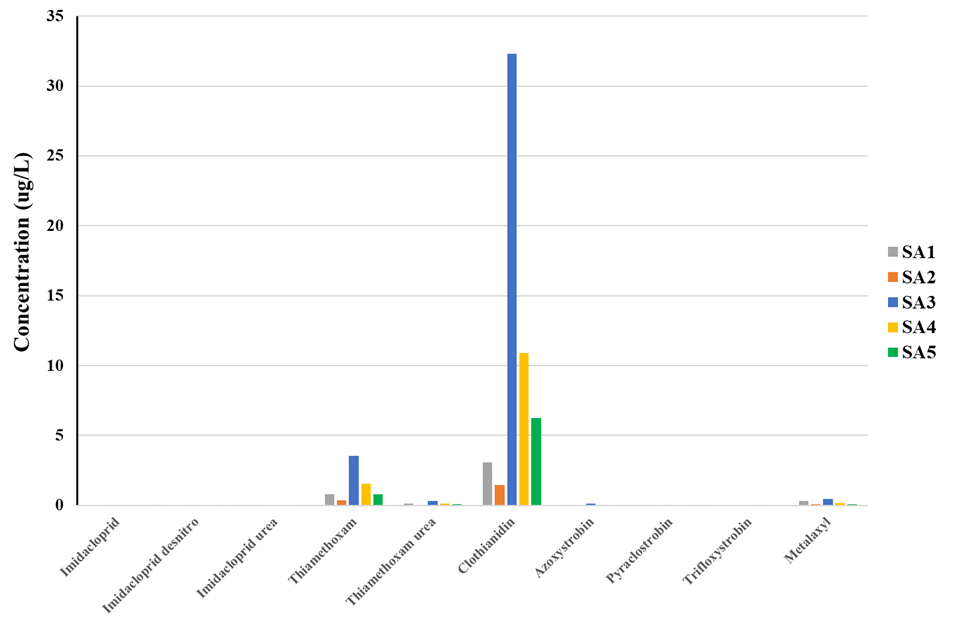 35
30
25
20
15
10
5
0
Concentration (ug/L)
Imidacloprid
Imidacloprid desnitro
Imidacloprid urea
Thiamethoxam
Thiamethoxam urea
Clothianidin
Azoxystrobin
Pyraclostrobin
Trifloxystrobin
Metalaxyl
SA1
SA2
SA3
SA4
SA5